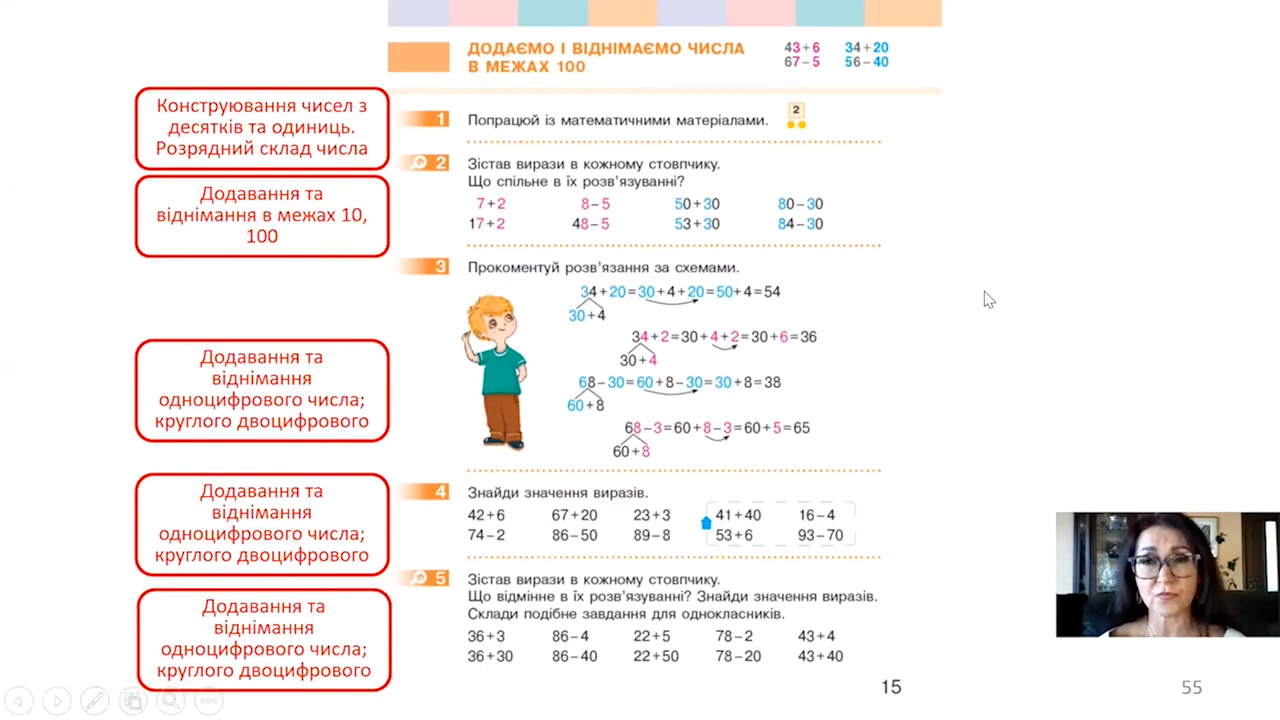 ДОДАЄМО І ВІДНІМАЄМО ЧИСЛА
В МЕЖАХ 100
43+6 34+20
67–5 56–40
Конструювання чисел з
десятків та одиниць.
Розрядний склад числа
1 Попрацюй із математичними матеріалами. 2
Додавання та
віднімання в межах 10,
100
2 Зістав вирази в кожному стовпчику.
Що спільне в їх розв'язуванні?
7+2 8–5 50+30 80–30
17+2 48–5 53+30 84–30
3 Прокоментуй розв'язання за схемами.
34+20=30+4+20=50+4=54
30+4
34+2=30+4+2=30+6=36
30+4
68–30=60+8–30=30+8=38
60+8
68–3=60+8–3=60+5=65
60+8
Додавання та
віднімання
одноцифрового числа;
круглого двоцифрового
4 Знайди значення виразів.
42+6 67+20 23+3 41+40 16–4
74–2 86–50 89–8 53+6 93–70
Додавання та
віднімання
одноцифрового числа;
круглого двоцифрового
5 Зістав вирази в кожному стовпчику.
Що відмінне в їх розв'язуванні? Знайди значення виразів.
Склади подібне завдання для однокласників.
36+3 86–4 22+5 78–2 43+4
36+30 86–40 22+50 78–20 43+40
Додавання та
віднімання
одноцифрового числа;
круглого двоцифрового
15
55